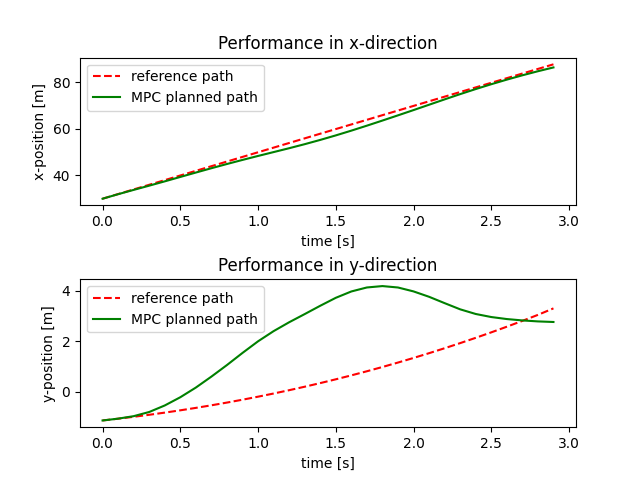 Performance in x-direction
reference path
MPC planned path
x-position [m]
80
60
40
0.0 0.5 1.0 1.5 2.0 2.5 3.0
time [s]
Performance in y-direction
reference path
MPC planned path
y-position [m]
4
2
0
0.0 0.5 1.0 1.5 2.0 2.5 3.0
time [s]